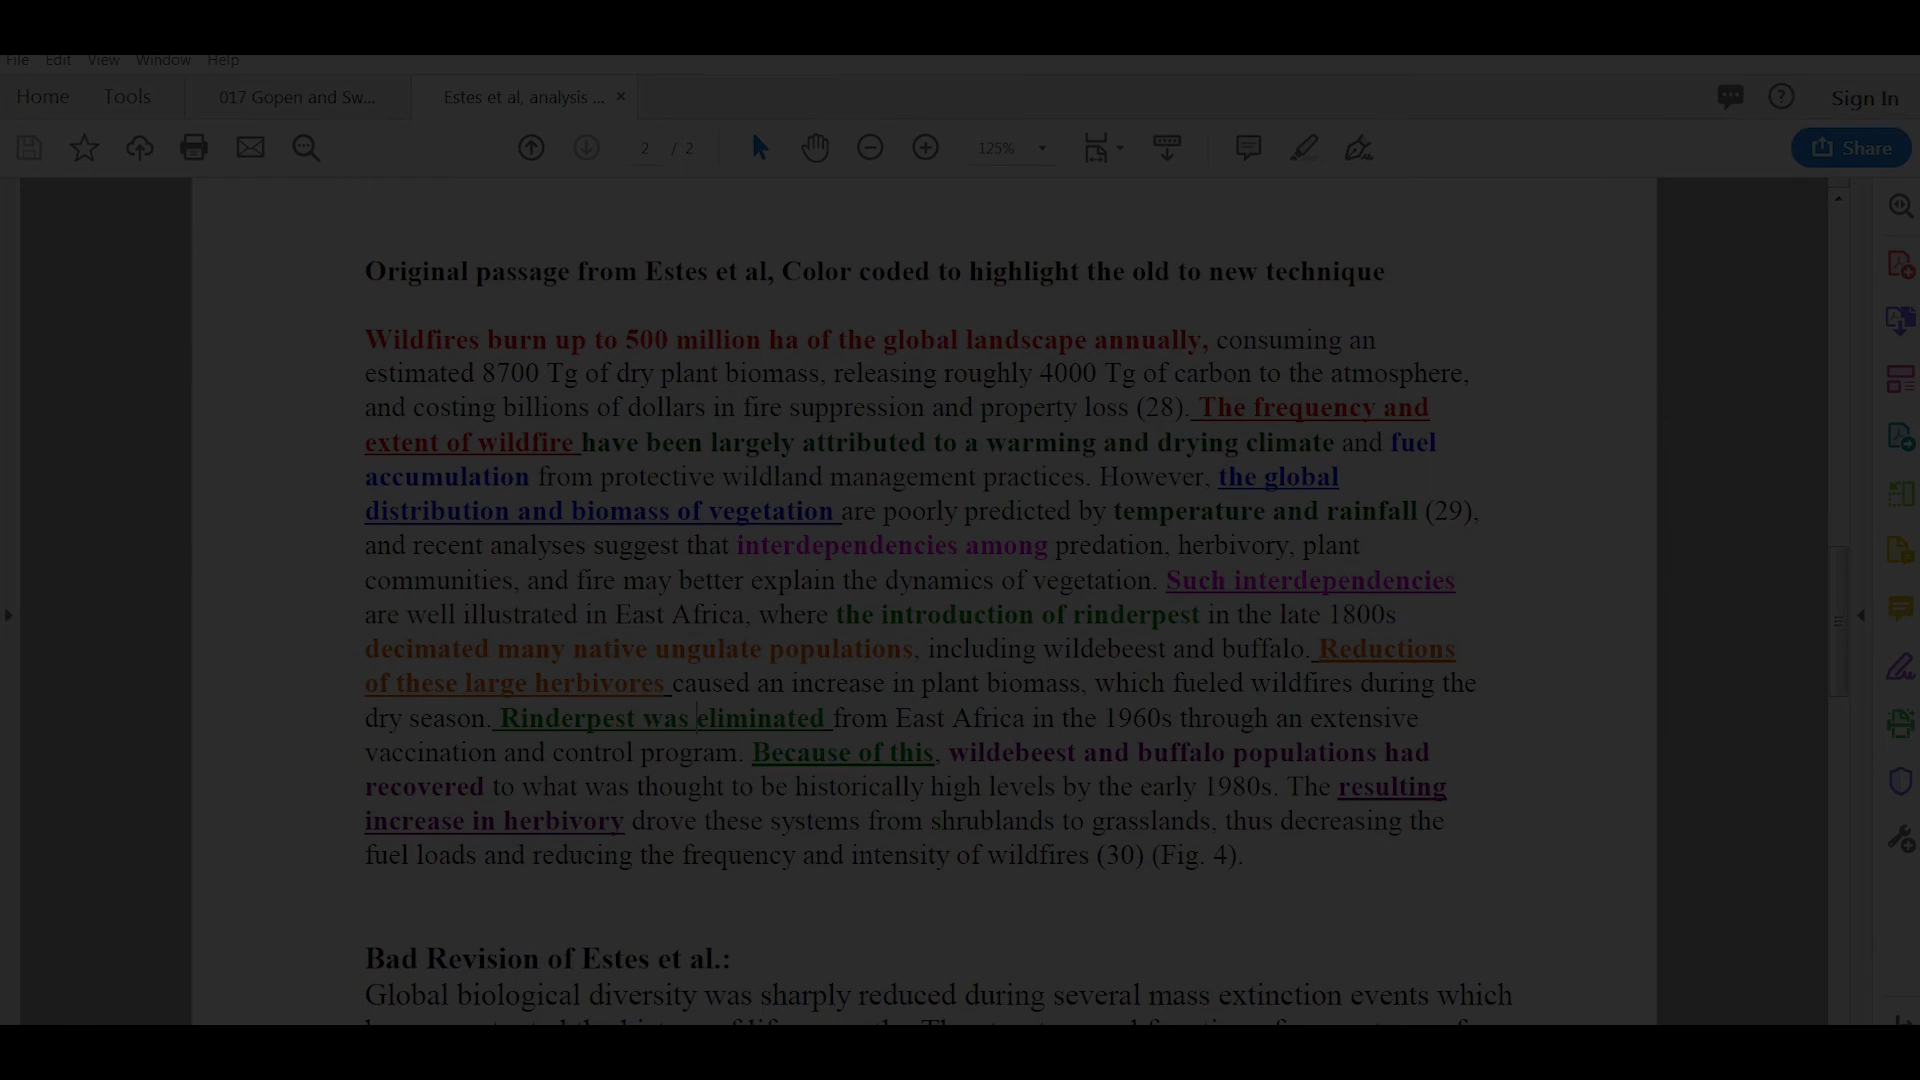 File Edit View Window Help
Home Tools 017 Gopen and Sw... Estes et al, analysis ... × Sign In
2 / 2 125% Share
Original passage from Estes et al, Color coded to highlight the old to new technique
Wildfires burn up to 500 million ha of the global landscape annually, consuming an
estimated 8700 Tg of dry plant biomass, releasing roughly 4000 Tg of carbon to the atmosphere,
and costing billions of dollars in fire suppression and property loss (28). The frequency and
extent of wildfire have been largely attributed to a warming and drying climate and fuel
accumulation from protective wildland management practices. However, the global
distribution and biomass of vegetation are poorly predicted by temperature and rainfall (29),
and recent analyses suggest that interdependencies among predation, herbivory, plant
communities, and fire may better explain the dynamics of vegetation. Such interdependencies
are well illustrated in East Africa, where the introduction of rinderpest in the late 1800s
decimated many native ungulate populations, including wildebeest and buffalo. Reductions
of these large herbivores caused an increase in plant biomass, which fueled wildfires during the
dry season. Rinderpest was eliminated from East Africa in the 1960s through an extensive
vaccination and control program. Because of this, wildebeest and buffalo populations had
recovered to what was thought to be historically high levels by the early 1980s. The resulting
increase in herbivory drove these systems from shrublands to grasslands, thus decreasing the
fuel loads and reducing the frequency and intensity of wildfires (30) (Fig. 4).
Bad Revision of Estes et al.:
Global biological diversity was sharply reduced during several mass extinction events which